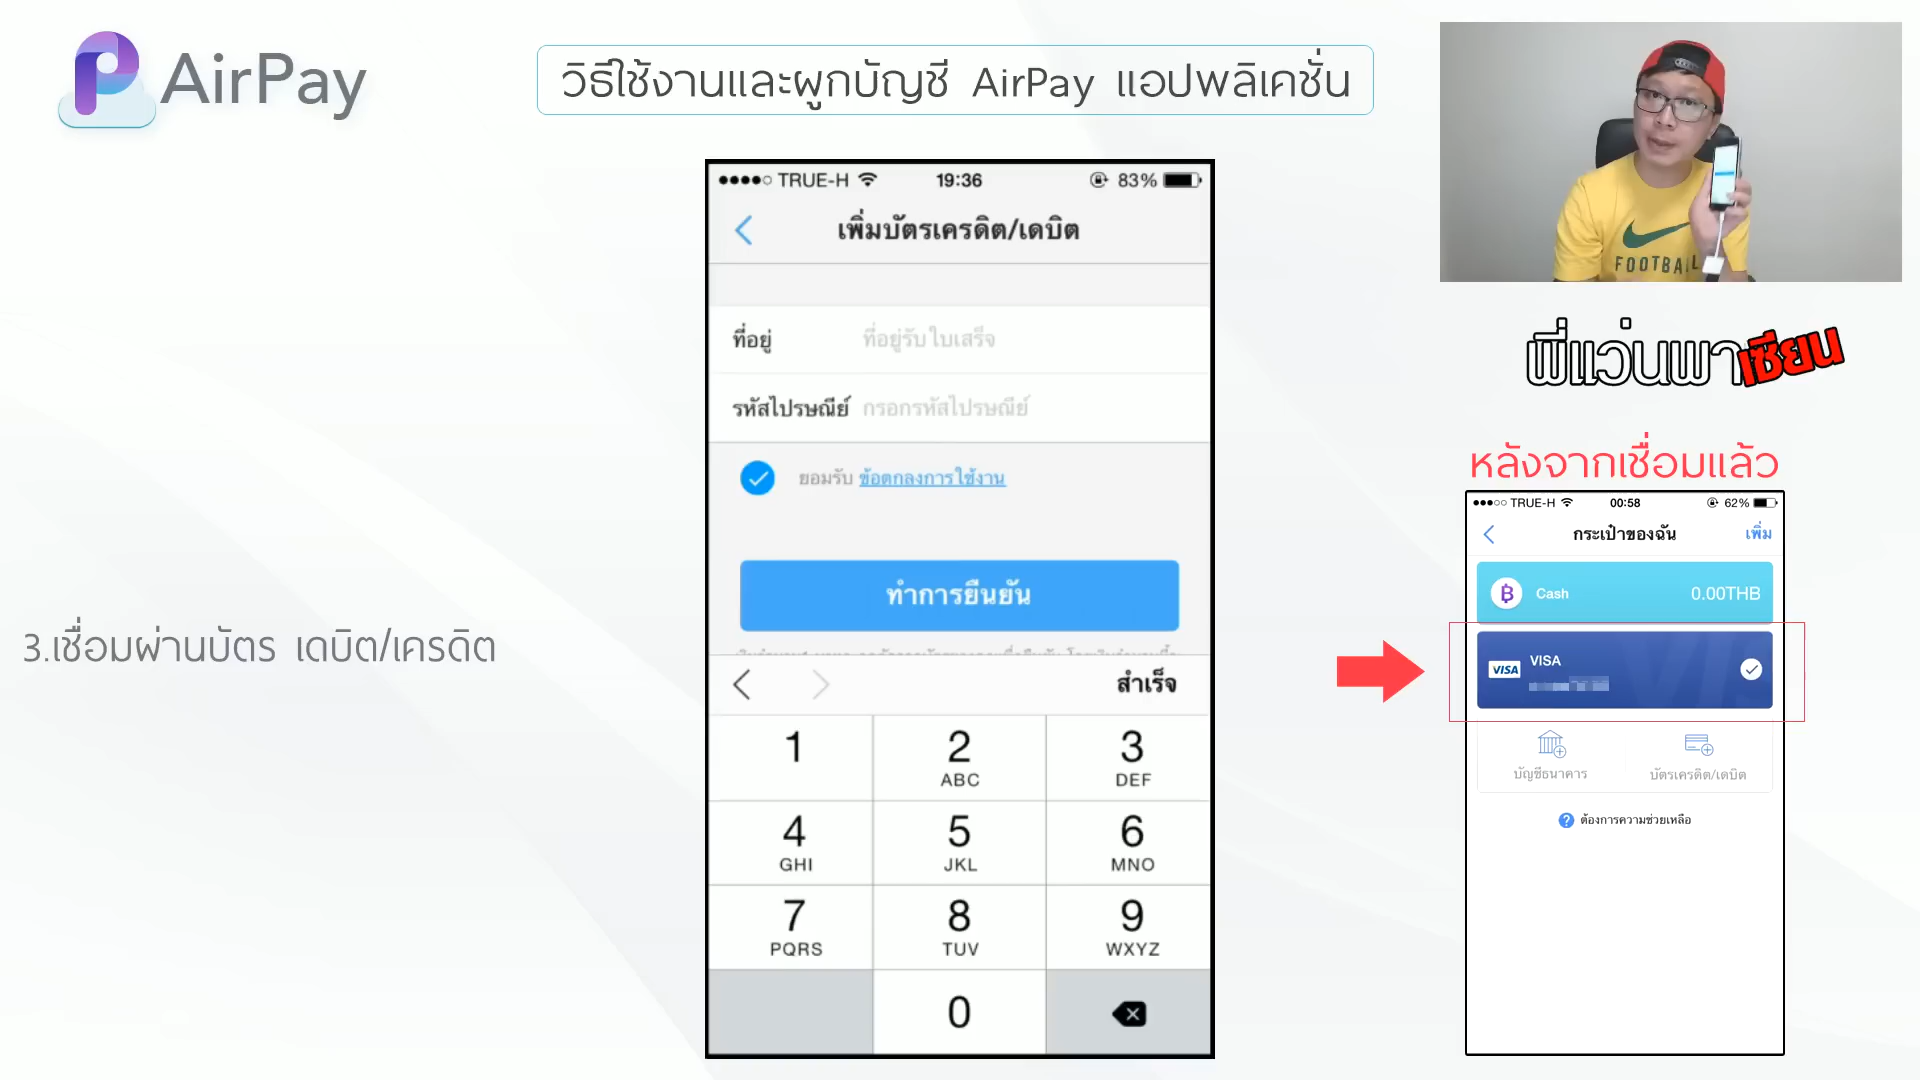 AirPay
วิธีใช้งานและผูกบัญชี AirPay แอปพลิเคชั่น
TRUE-H 19:36 83%
เพิ่มบัตรเครดิต/เดบิต
ที่อยู่ ที่อยู่รับใบเสร็จ
รหัสไปรษณีย์ กรอกรหัสไปรษณีย์
ยอมรับ ข้อตกลงการใช้งาน
ทำการยืนยัน
สำเร็จ
1 2 3
ABC DEF
4 5 6
GHI JKL MNO
7 8 9
PQRS TUV WXYZ
0
3.เชื่อมผ่านบัตร เดบิต/เครดิต
FOOTBALL
พี่แว่นพาเซียน
หลังจากเชื่อมแล้ว
TRUE-H 00:58 62%
กระเป๋าของฉัน เพิ่ม
฿ Cash 0.00THB
VISA VISA
บัญชีธนาคาร บัตรเครดิต/เดบิต
? ต้องการความช่วยเหลือ